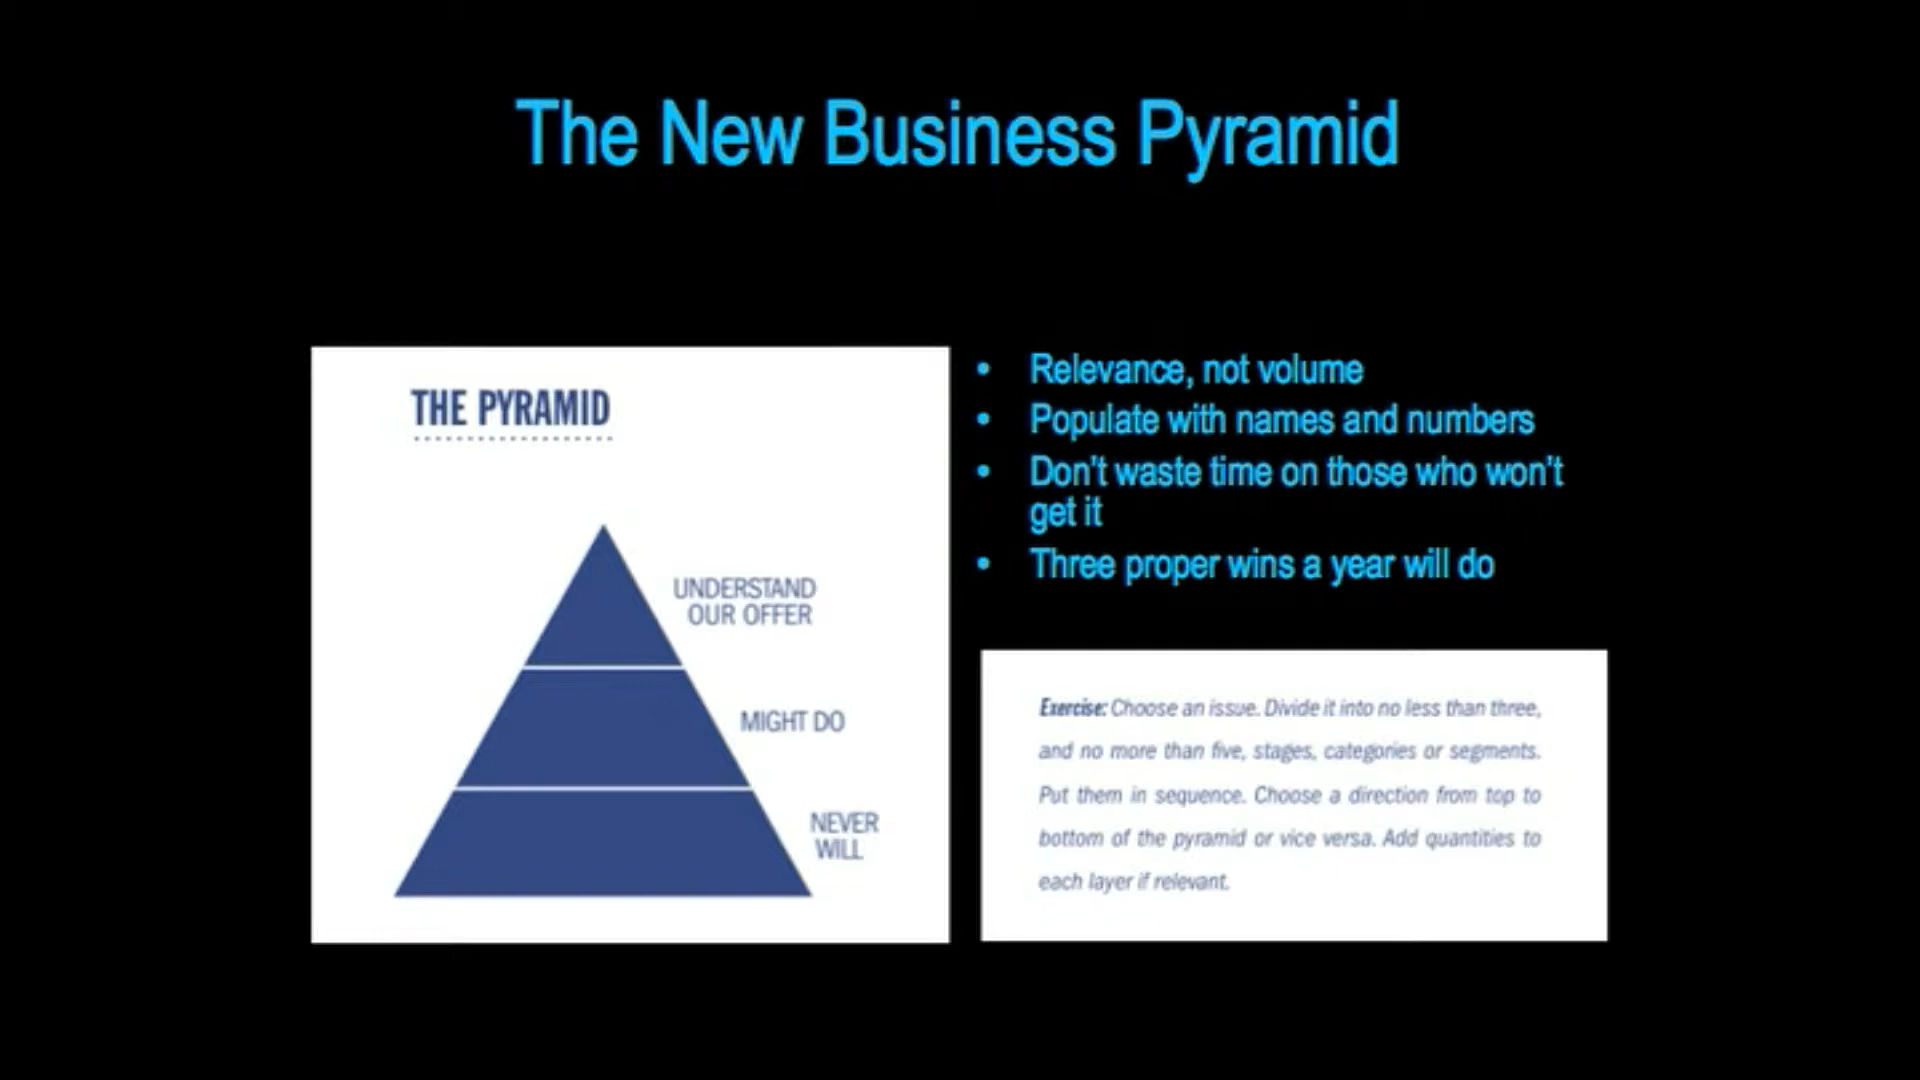 The New Business Pyramid
THE PYRAMID
UNDERSTAND
OUR OFFER
MIGHT DO
NEVER
WILL
• Relevance, not volume
• Populate with names and numbers
• Don't waste time on those who won't
get it
• Three proper wins a year will do
Exercise: Choose an issue. Divide it into no less than three,
and no more than five, stages, categories or segments.
Put them in sequence. Choose a direction from top to
bottom of the pyramid or vice versa. Add quantities to
each layer if relevant.